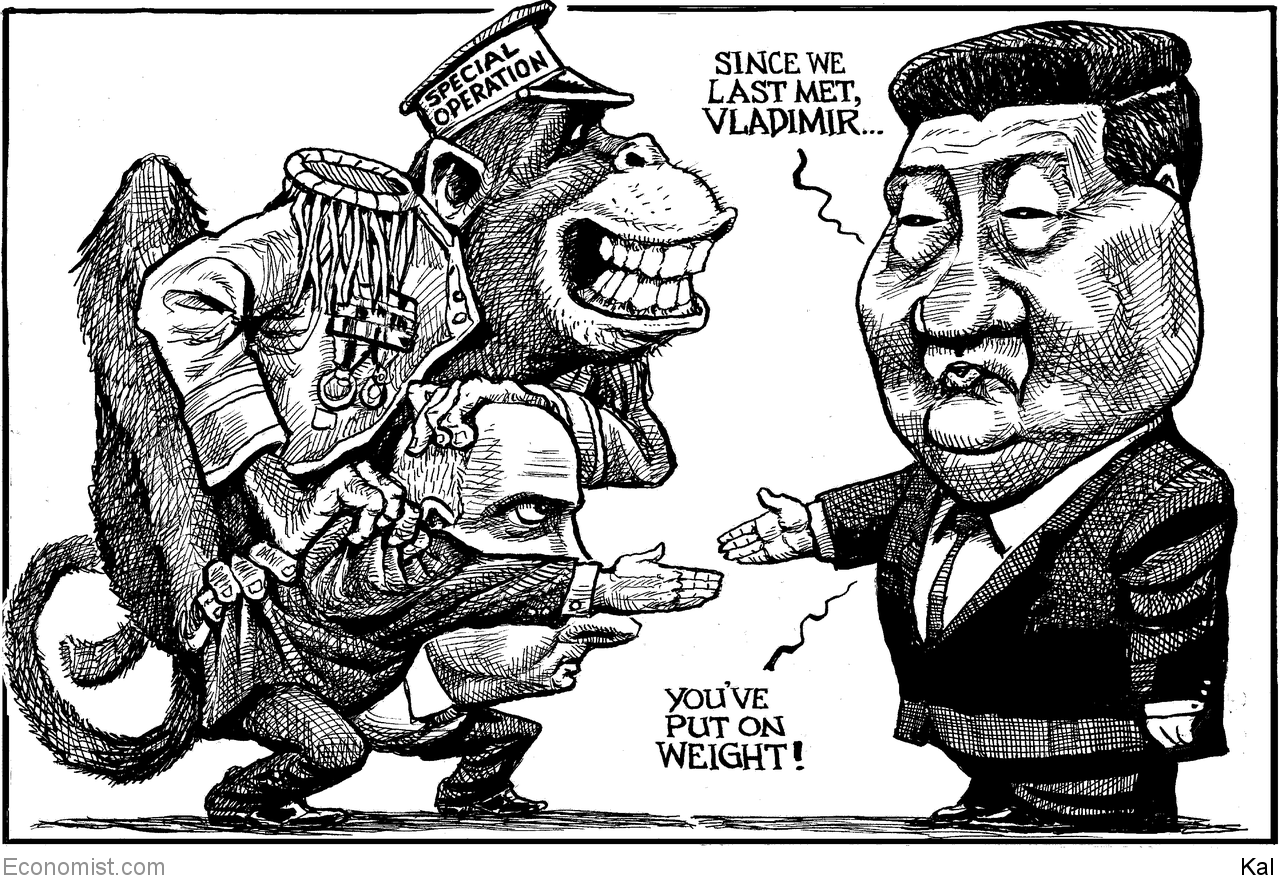 SPECIAL
OPERATION
SINCE WE
LAST MET,
VLADIMIR...
YOU'VE
PUT ON
WEIGHT!
Economist.com
Kal